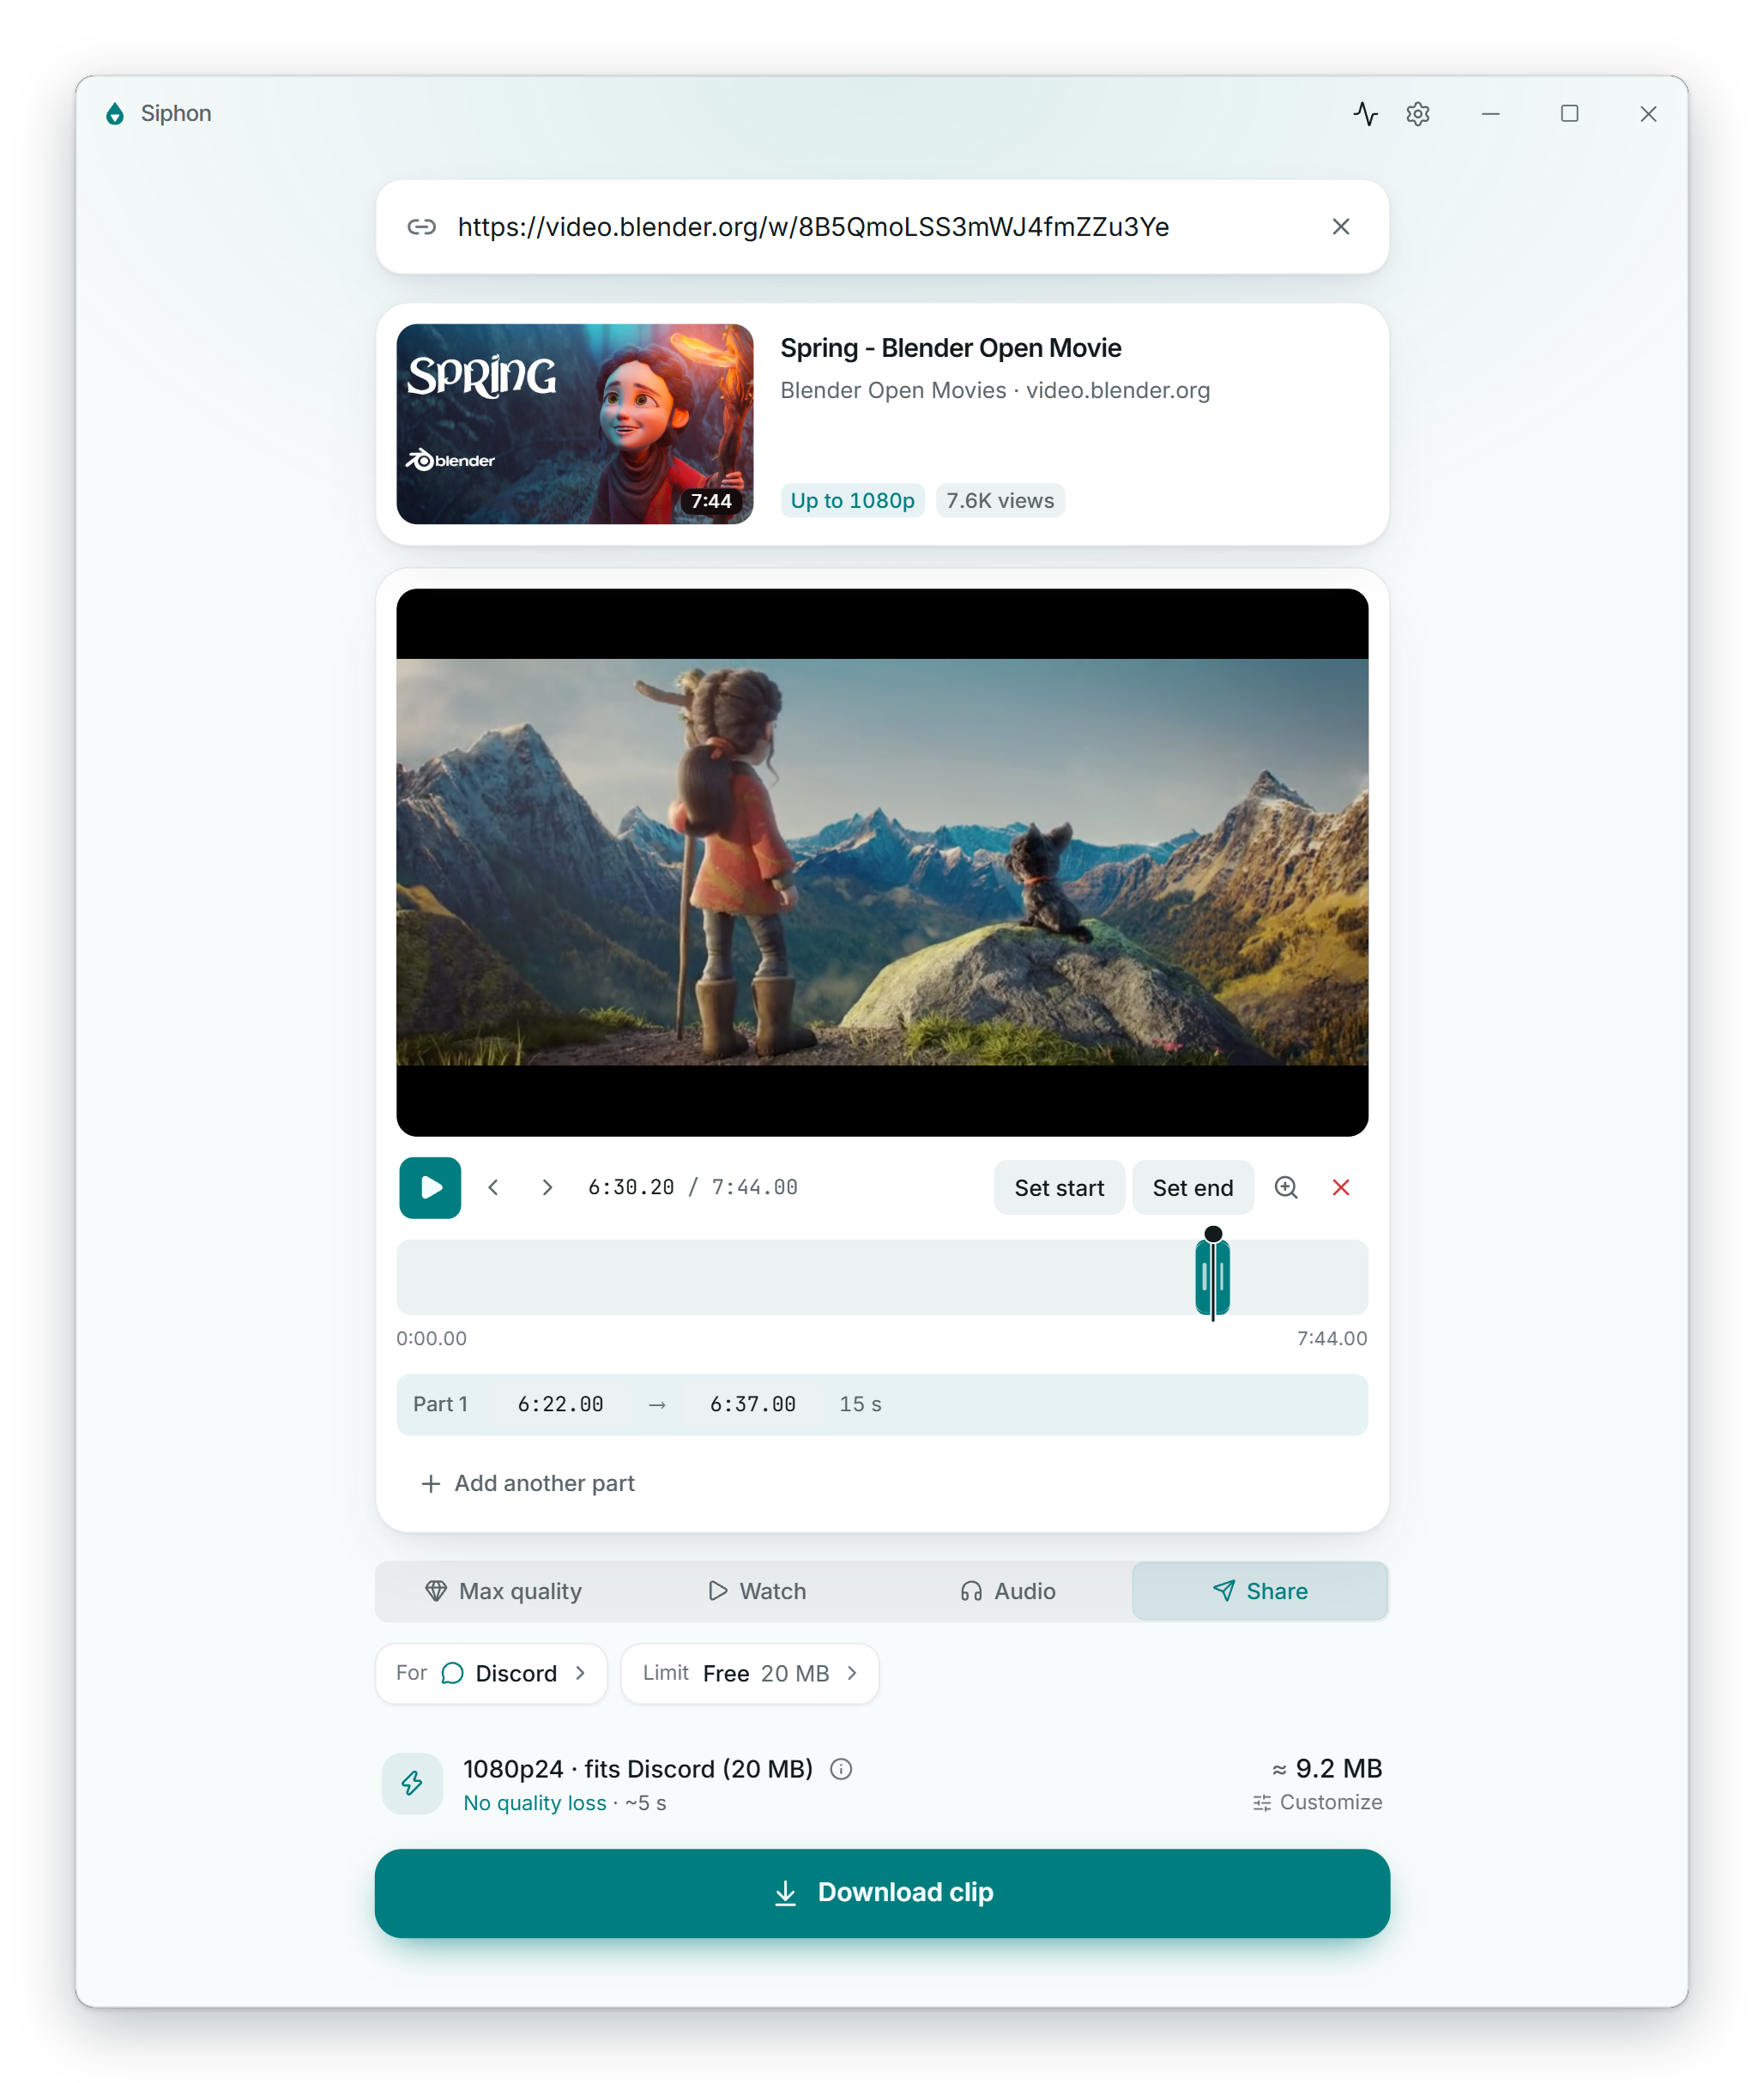 Siphon
https://video.blender.org/w/8B5QmoLSS3mWJ4fmZZu3Ye
SPRING
blender
7:44
Spring - Blender Open Movie
Blender Open Movies · video.blender.org
Up to 1080p
7.6K views
6:30.20 / 7:44.00
Set start
Set end
0:00.00
7:44.00
Part 1
6:22.00 → 6:37.00
15 s
Add another part
Max quality
Watch
Audio
Share
For Discord
Limit Free 20 MB
1080p24 · fits Discord (20 MB)
≈ 9.2 MB
No quality loss · ~5 s
Customize
Download clip